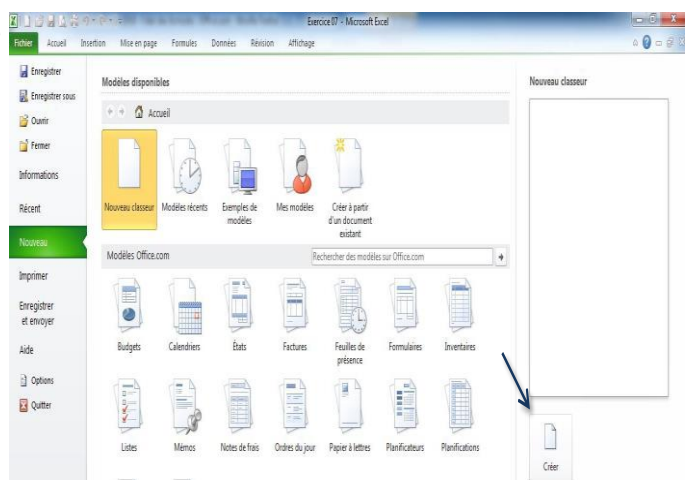 Exercice 07 - Microsoft Excel
Fichier Accueil Insertion Mise en page Formules Données Révision Affichage
Enregistrer
Enregistrer sous
Ouvrir
Fermer
Informations
Récent
Nouveau
Imprimer
Enregistrer
et envoyer
Aide
Options
Quitter
Modèles disponibles
Accueil
Nouveau classeur Modèles récents Exemples de
modèles Mes modèles Créer à partir
d'un document
existant
Modèles Office.com Rechercher des modèles sur Office.com
Budgets Calendriers États Factures Feuilles de
présence Formulaires Inventaires
Listes Mémos Notes de frais Ordres du jour Papier à lettres Planificateurs Planifications
Nouveau classeur
Créer